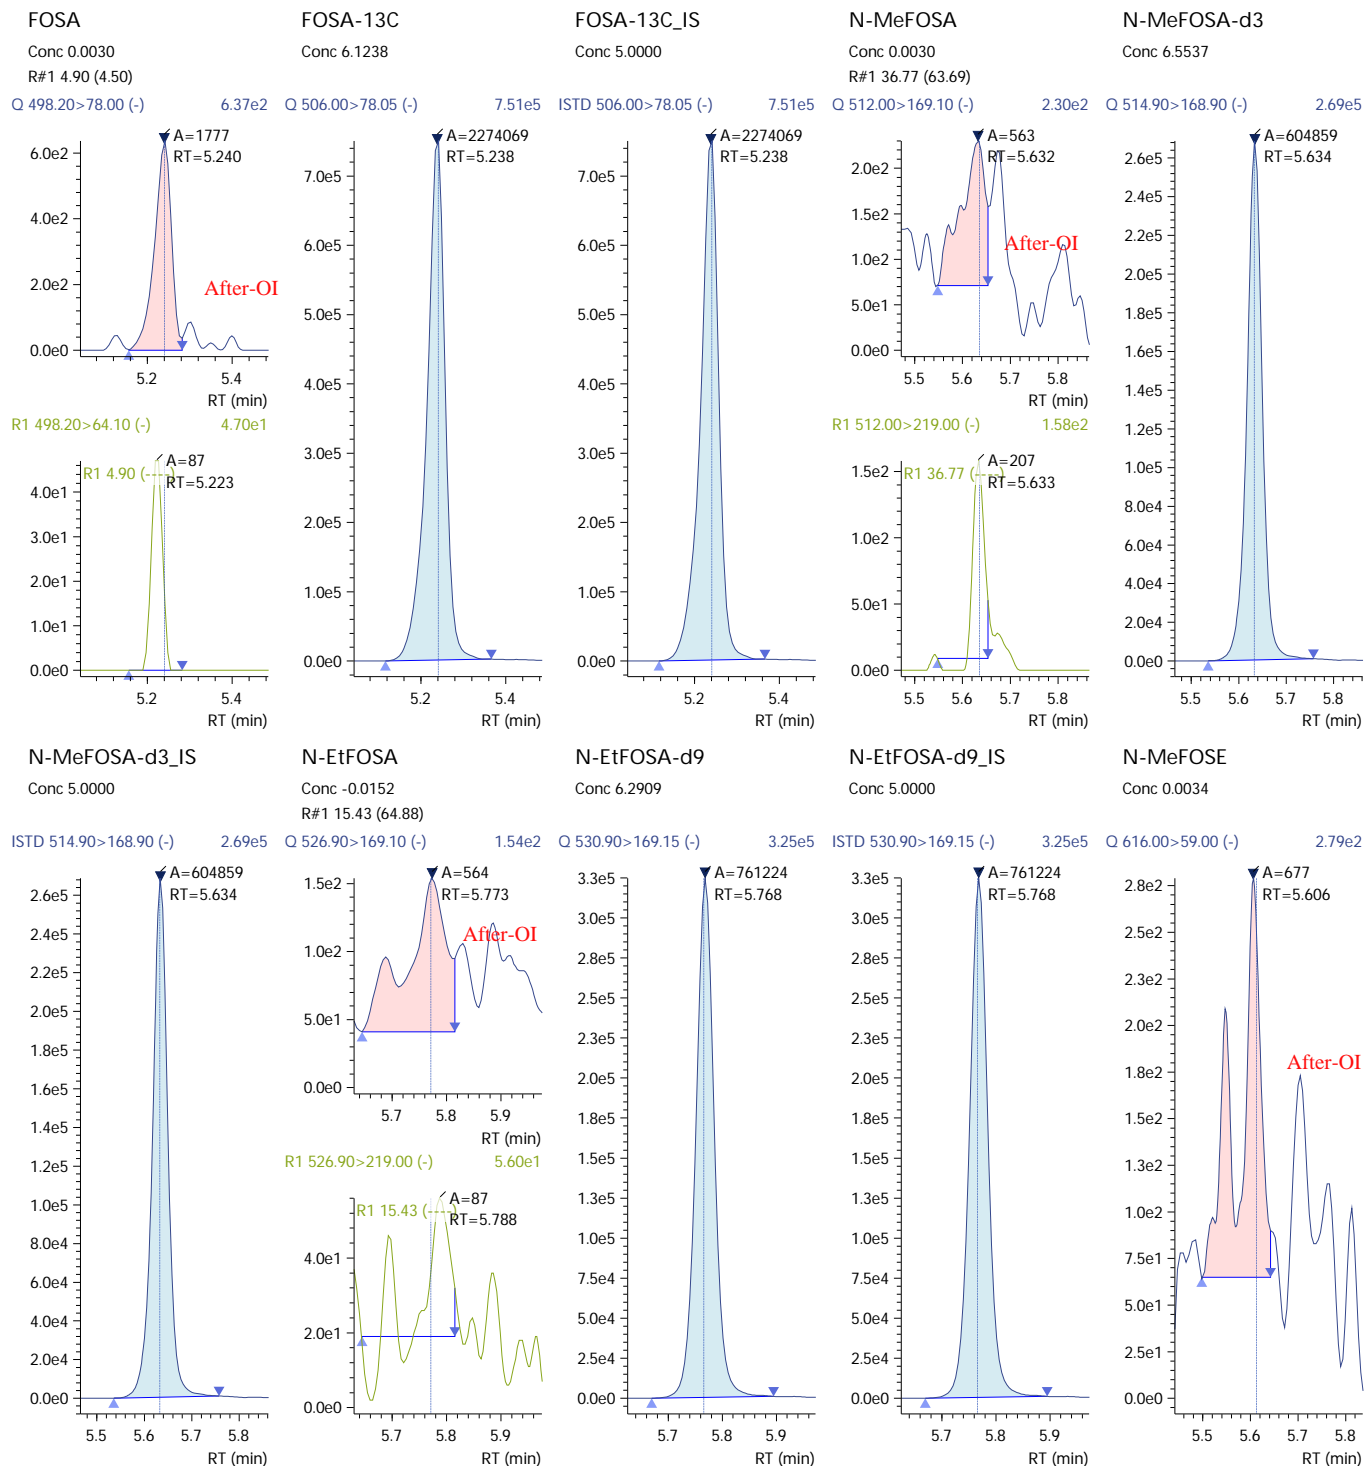 FOSA
Conc 0.0030
R#1 4.90 (4.50)
Q 498.20>78.00 (-) 6.37e2
A=1777
RT=5.240
6.0e2
4.0e2
After-OI
2.0e2
0.0e0
5.2 5.4
RT (min)
R1 498.20>64.10 (-) 4.70e1
A=87
R1 4.90 (
RT=5.223
4.0e1
3.0e1
2.0e1
1.0e1
0.0e0
5.2 5.4
RT (min)
FOSA-13C
Conc 6.1238
Q 506.00>78.05 (-) 7.51e5
A=2274069
RT=5.238
7.0e5
6.0e5
5.0e5
4.0e5
3.0e5
2.0e5
1.0e5
0.0e0
5.2 5.4
RT (min)
FOSA-13C_IS
Conc 5.0000
ISTD 506.00>78.05 (-) 7.51e5
A=2274069
RT=5.238
7.0e5
6.0e5
5.0e5
4.0e5
3.0e5
2.0e5
1.0e5
0.0e0
5.2 5.4
RT (min)
N-MeFOSA
Conc 0.0030
R#1 36.77 (63.69)
Q 512.00>169.10 (-) 2.30e2
A=563
RT=5.632
2.0e2
1.5e2
After-OI
1.0e2
5.0e1
0.0e0
5.5 5.6 5.7 5.8
RT (min)
R1 512.00>219.00 (-) 1.58e2
A=207
R1 36.77 (
RT=5.633
1.5e2
1.0e2
5.0e1
0.0e0
5.5 5.6 5.7 5.8
RT (min)
N-MeFOSA-d3
Conc 6.5537
Q 514.90>168.90 (-) 2.69e5
A=604859
RT=5.634
2.6e5
2.4e5
2.2e5
2.0e5
1.8e5
1.6e5
1.4e5
1.2e5
1.0e5
8.0e4
6.0e4
4.0e4
2.0e4
0.0e0
5.5 5.6 5.7 5.8
RT (min)
N-MeFOSA-d3_IS
Conc 5.0000
ISTD 514.90>168.90 (-) 2.69e5
A=604859
RT=5.634
2.6e5
2.4e5
2.2e5
2.0e5
1.8e5
1.6e5
1.4e5
1.2e5
1.0e5
8.0e4
6.0e4
4.0e4
2.0e4
0.0e0
5.5 5.6 5.7 5.8
RT (min)
N-EtFOSA
Conc -0.0152
R#1 15.43 (64.88)
Q 526.90>169.10 (-) 1.54e2
A=564
RT=5.773
1.5e2
After-OI
1.0e2
5.0e1
0.0e0
5.7 5.8 5.9
RT (min)
R1 526.90>219.00 (-) 5.60e1
A=87
R1 15.43 (
RT=5.788
4.0e1
2.0e1
0.0e0
5.7 5.8 5.9
RT (min)
N-EtFOSA-d9
Conc 6.2909
Q 530.90>169.15 (-) 3.25e5
A=761224
RT=5.768
3.3e5
3.0e5
2.8e5
2.5e5
2.3e5
2.0e5
1.8e5
1.5e5
1.3e5
1.0e5
7.5e4
5.0e4
2.5e4
0.0e0
5.7 5.8 5.9
RT (min)
N-EtFOSA-d9_IS
Conc 5.0000
ISTD 530.90>169.15 (-) 3.25e5
A=761224
RT=5.768
3.3e5
3.0e5
2.8e5
2.5e5
2.3e5
2.0e5
1.8e5
1.5e5
1.3e5
1.0e5
7.5e4
5.0e4
2.5e4
0.0e0
5.7 5.8 5.9
RT (min)
N-MeFOSE
Conc 0.0034
Q 616.00>59.00 (-) 2.79e2
A=677
RT=5.606
2.8e2
2.5e2
2.3e2
2.0e2
After-OI
1.8e2
1.5e2
1.3e2
1.0e2
7.5e1
5.0e1
2.5e1
0.0e0
5.5 5.6 5.7 5.8
RT (min)